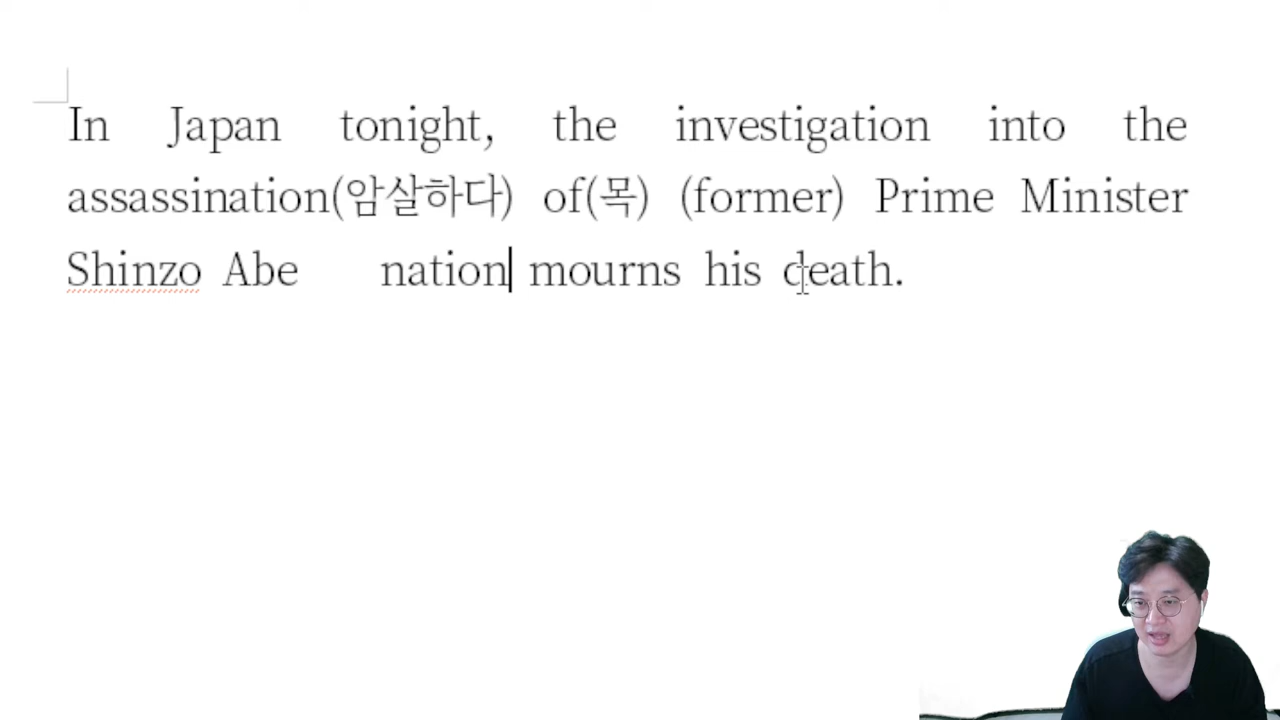 In Japan tonight, the investigation into the
assassination(암살하다) of(목) (former) Prime Minister
Shinzo Abe nation mourns his death.